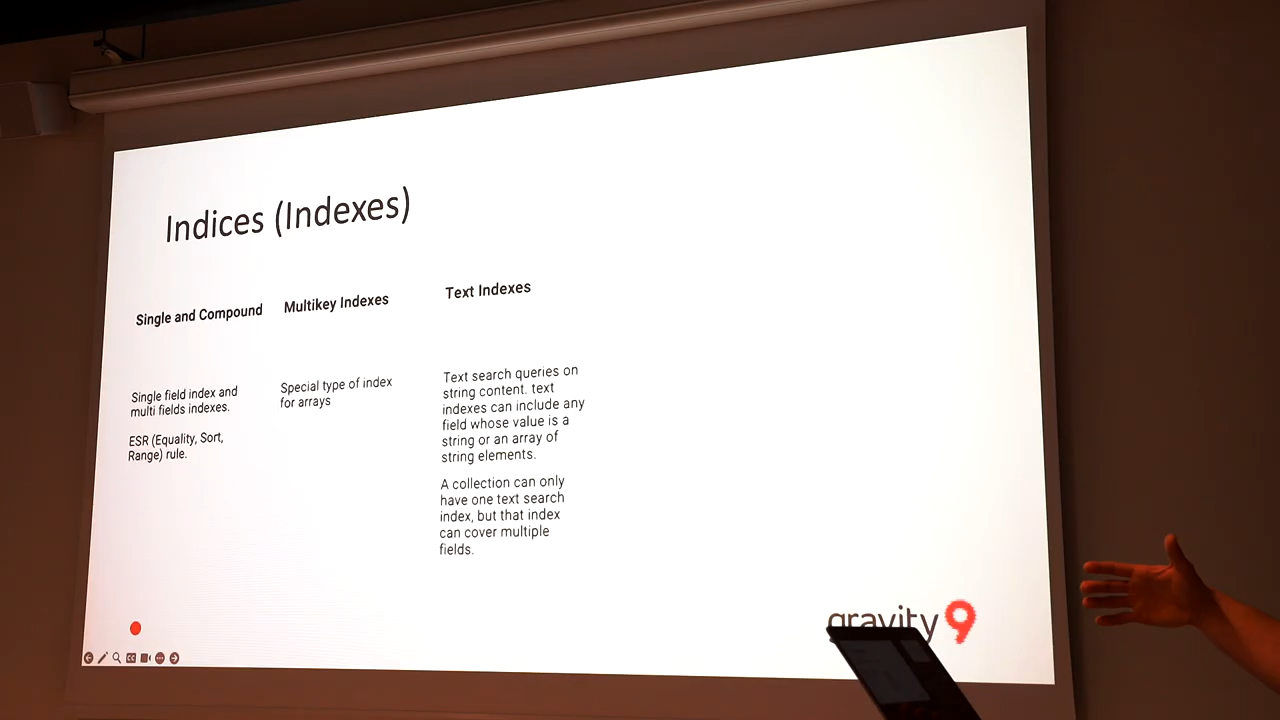 Indices (Indexes)
Single and Compound
Single field index and
multi fields indexes.
ESR (Equality, Sort,
Range) rule.
Multikey Indexes
Special type of index
for arrays
Text Indexes
Text search queries on
string content. text
indexes can include any
field whose value is a
string or an array of
string elements.
A collection can only
have one text search
index, but that index
can cover multiple
fields.
gravity9